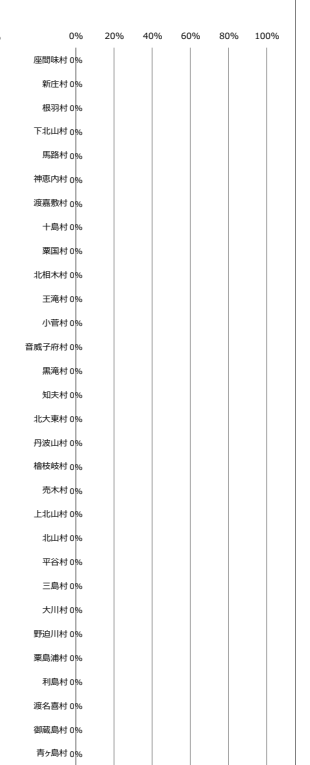 0% 20% 40% 60% 80% 100%
座間味村 0%
新庄村 0%
根羽村 0%
下北山村 0%
馬路村 0%
神恵内村 0%
渡嘉敷村 0%
十島村 0%
粟国村 0%
北相木村 0%
王滝村 0%
小菅村 0%
音威子府村 0%
黒滝村 0%
知夫村 0%
北大東村 0%
丹波山村 0%
檜枝岐村 0%
売木村 0%
上北山村 0%
北山村 0%
平谷村 0%
三島村 0%
大川村 0%
野迫川村 0%
粟島浦村 0%
利島村 0%
渡名喜村 0%
御蔵島村 0%
青ヶ島村 0%